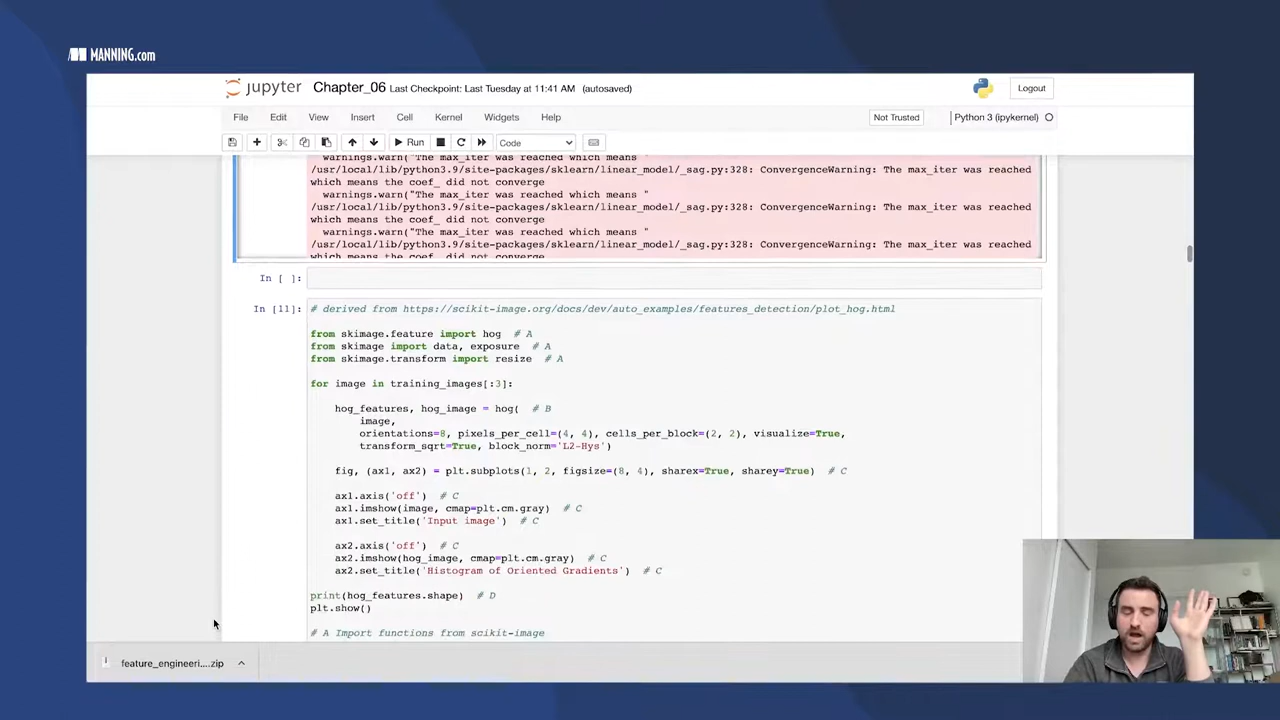 MANNING.com
jupyter Chapter_06 Last Checkpoint: Last Tuesday at 11:41 AM (autosaved)
Logout
File Edit View Insert Cell Kernel Widgets Help
Not Trusted
Python 3 (ipykernel)
Run
Code
warnings.warn("The max_iter was reached which means "
/usr/local/lib/python3.9/site-packages/sklearn/linear_model/_sag.py:328: ConvergenceWarning: The max_iter was reached
which means the coef_ did not converge
warnings.warn("The max_iter was reached which means "
/usr/local/lib/python3.9/site-packages/sklearn/linear_model/_sag.py:328: ConvergenceWarning: The max_iter was reached
which means the coef_ did not converge
warnings.warn("The max_iter was reached which means "
/usr/local/lib/python3.9/site-packages/sklearn/linear_model/_sag.py:328: ConvergenceWarning: The max_iter was reached
which means the coef_ did not converge
In [ ]:
In [11]:
# derived from https://scikit-image.org/docs/dev/auto_examples/features_detection/plot_hog.html
from skimage.feature import hog # A
from skimage import data, exposure # A
from skimage.transform import resize # A
for image in training_images[:3]:
hog_features, hog_image = hog( # B
image,
orientations=8, pixels_per_cell=(4, 4), cells_per_block=(2, 2), visualize=True,
transform_sqrt=True, block_norm='L2-Hys')
fig, (ax1, ax2) = plt.subplots(1, 2, figsize=(8, 4), sharex=True, sharey=True) # C
ax1.axis('off') # C
ax1.imshow(image, cmap=plt.cm.gray) # C
ax1.set_title('Input image') # C
ax2.axis('off') # C
ax2.imshow(hog_image, cmap=plt.cm.gray) # C
ax2.set_title('Histogram of Oriented Gradients') # C
print(hog_features.shape) # D
plt.show()
# A Import functions from scikit-image
feature_engineeri....zip